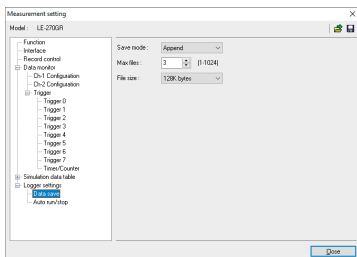 Measurement setting
Model : LE-270GR
Function
Interface
Record control
Data monitor
Ch-1 Configuration
Ch-2 Configuration
Trigger
Trigger 0
Trigger 1
Trigger 2
Trigger 3
Trigger 4
Trigger 5
Trigger 6
Trigger 7
Timer/Counter
Simulation data table
Logger settings
Data save
Auto run/stop
Save mode : Append
Max files : 3 (1-1024)
File size : 128K bytes
Close